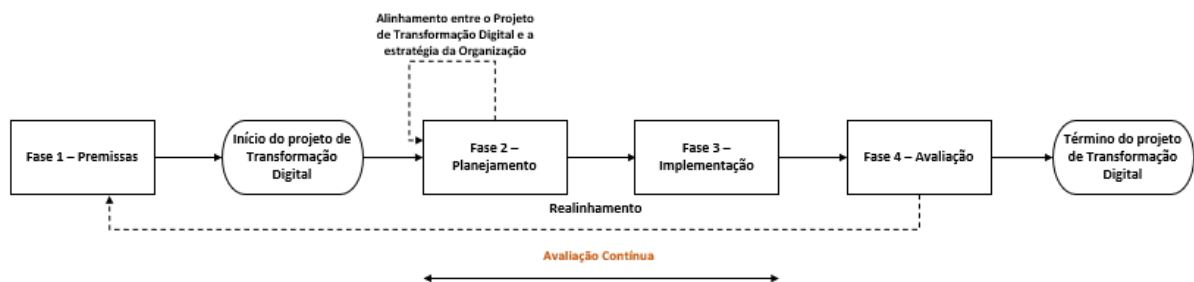 Alinhamento entre o Projeto
de Transformação Digital e a
estratégia da Organização
Fase 1 – Premissas
Início do projeto de
Transformação
Digital
Fase 2 –
Planejamento
Fase 3 –
Implementação
Fase 4 – Avaliação
Término do projeto
de Transformação
Digital
Realinhamento
Avaliação Contínua